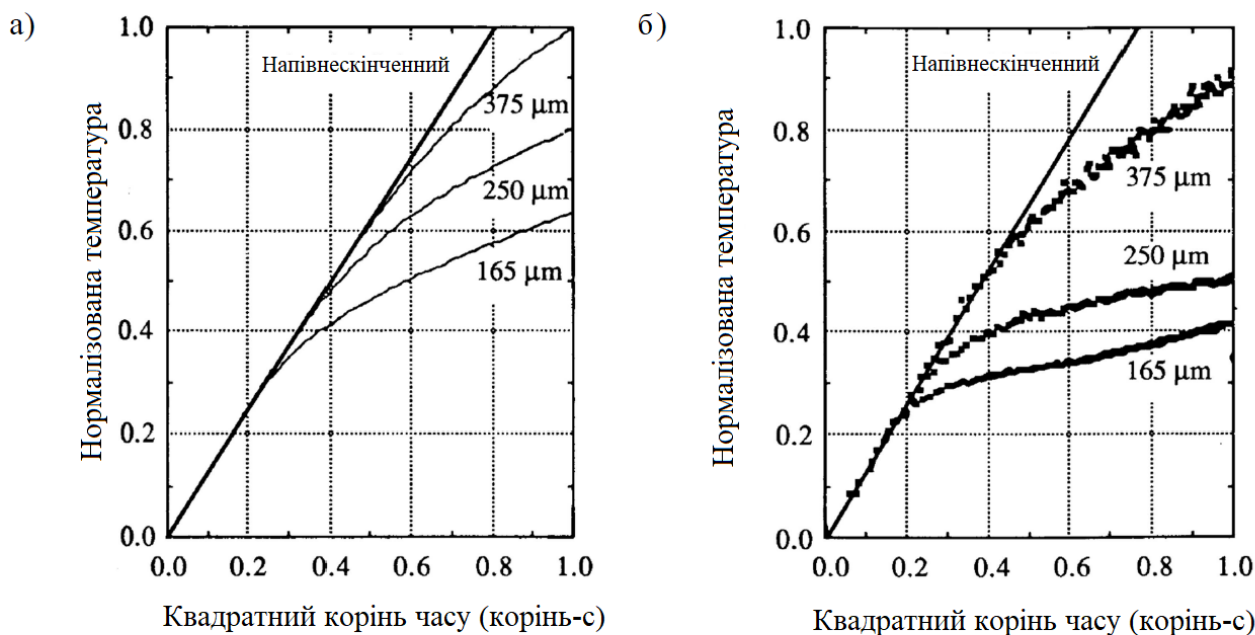 а)
Нормалізована температура
1.0
0.8
0.6
0.4
0.2
0.0
Напівнескінченний
375 µm
250 µm
165 µm
0.0 0.2 0.4 0.6 0.8 1.0
Квадратний корінь часу (корінь-с)
б)
Нормалізована температура
1.0
0.8
0.6
0.4
0.2
0.0
Напівнескінченний
375 µm
250 µm
165 µm
0.0 0.2 0.4 0.6 0.8 1.0
Квадратний корінь часу (корінь-с)